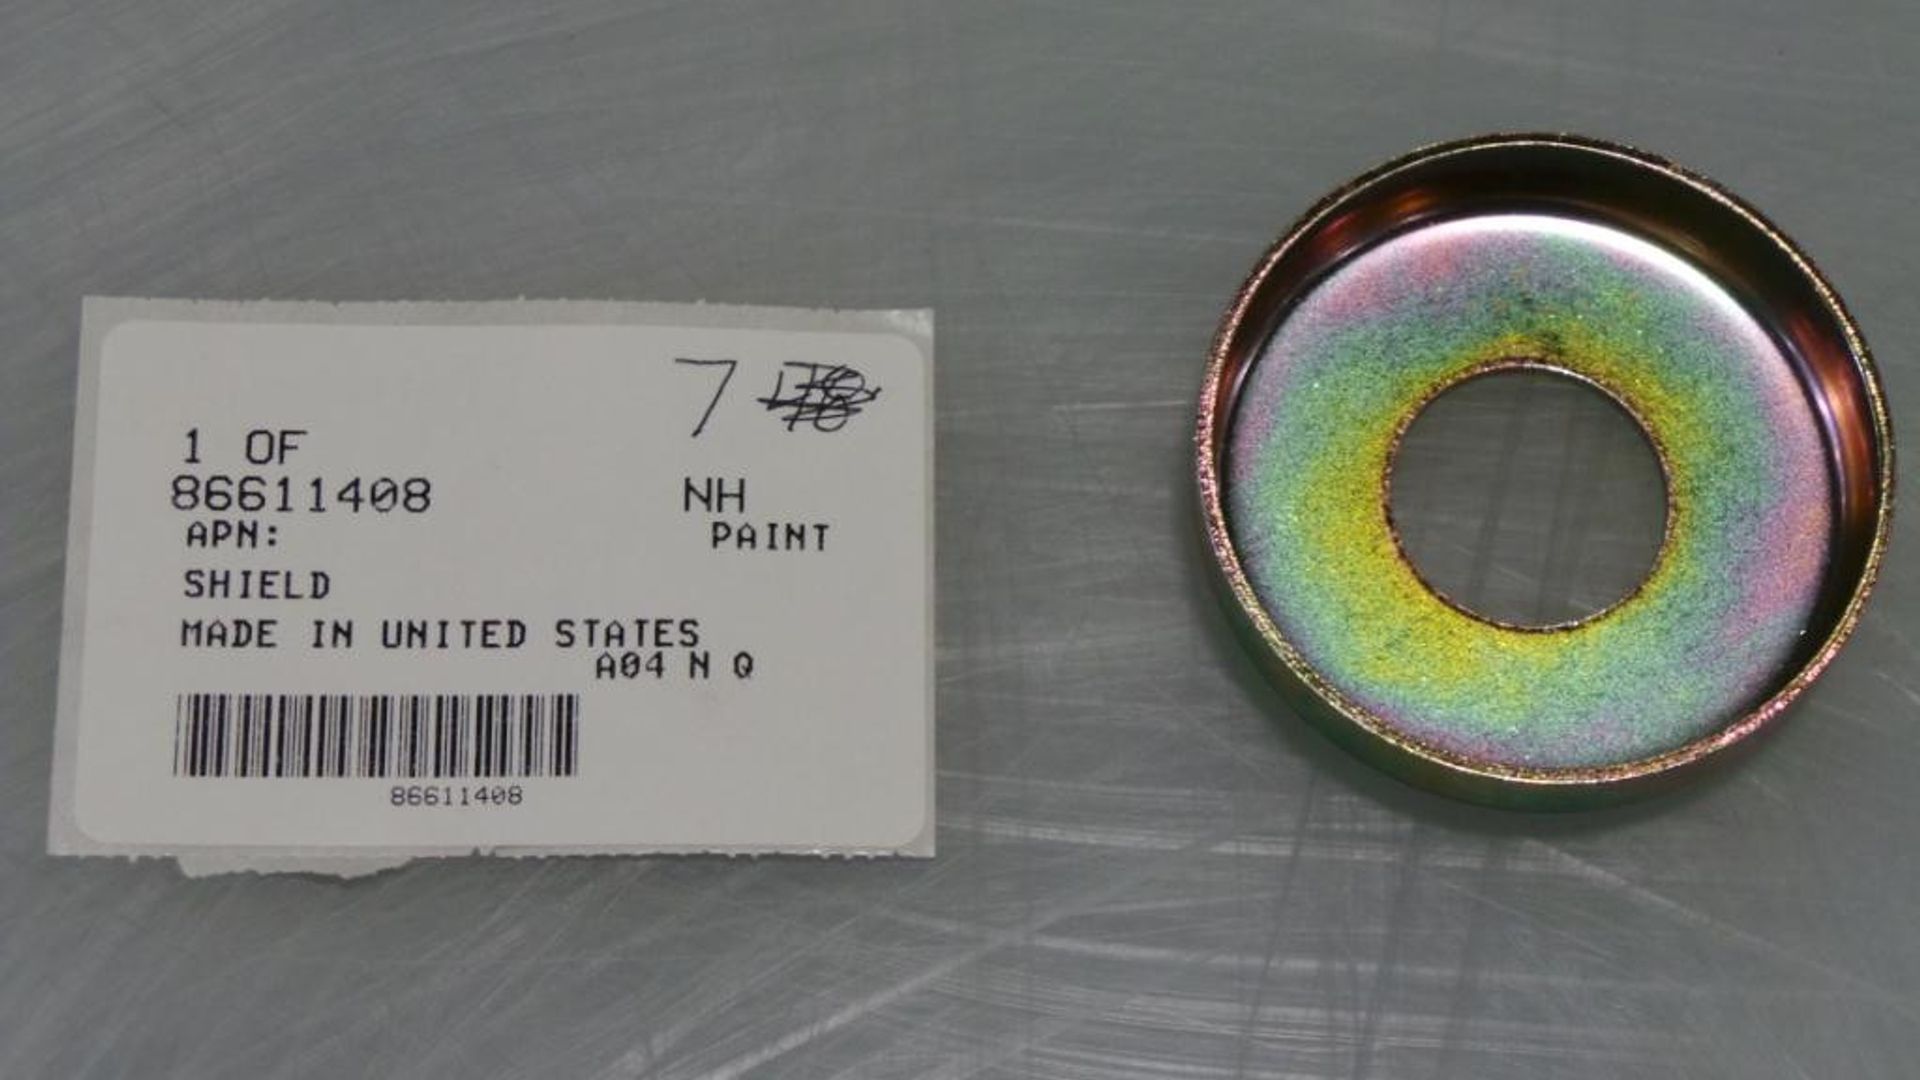 7
1 OF
86611408 NH
APN: PAINT
SHIELD
MADE IN UNITED STATES
A04 N Q
86611408